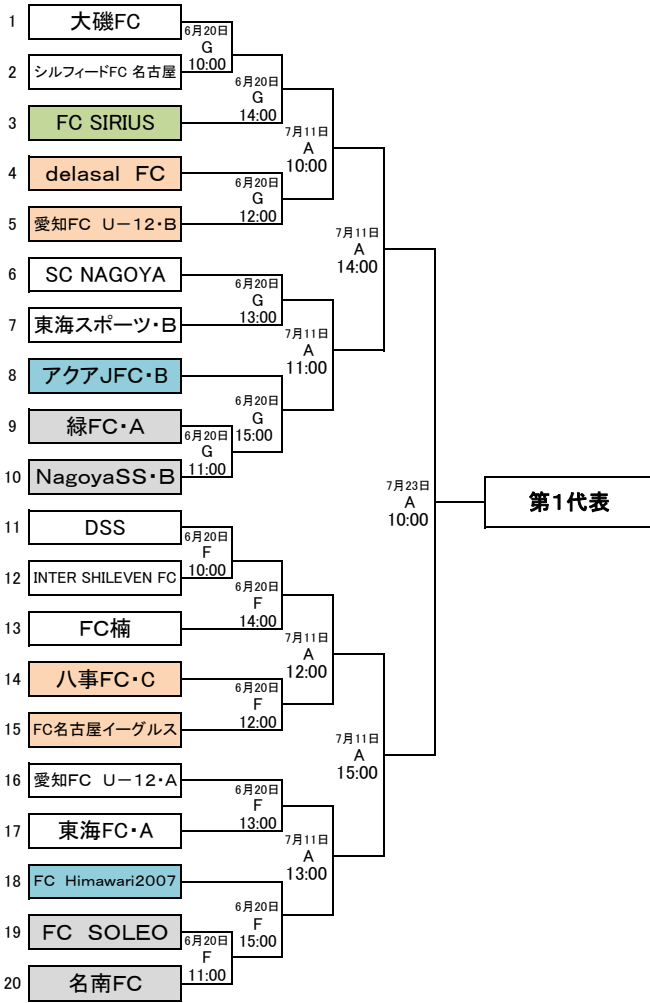 1 大磯FC
6月20日
G
10:00
2 シルフィードFC 名古屋
6月20日
G
14:00
3 FC SIRIUS
7月11日
A
10:00
4 delasal FC
6月20日
G
12:00
5 愛知FC U－12・B
7月11日
A
14:00
6 SC NAGOYA
6月20日
G
13:00
7 東海スポーツ・B
7月11日
A
11:00
8 アクアJFC・B
6月20日
G
15:00
9 緑FC・A
6月20日
G
11:00
10 NagoyaSS・B
7月23日
A
10:00
第1代表
11 DSS
6月20日
F
10:00
12 INTER SHILEVEN FC
6月20日
F
14:00
13 FC楠
7月11日
A
12:00
14 八事FC・C
6月20日
F
12:00
15 FC名古屋イーグルス
7月11日
A
15:00
16 愛知FC U－12・A
6月20日
F
13:00
17 東海FC・A
7月11日
A
13:00
18 FC Himawari2007
6月20日
F
15:00
19 FC SOLEO
6月20日
F
11:00
20 名南FC